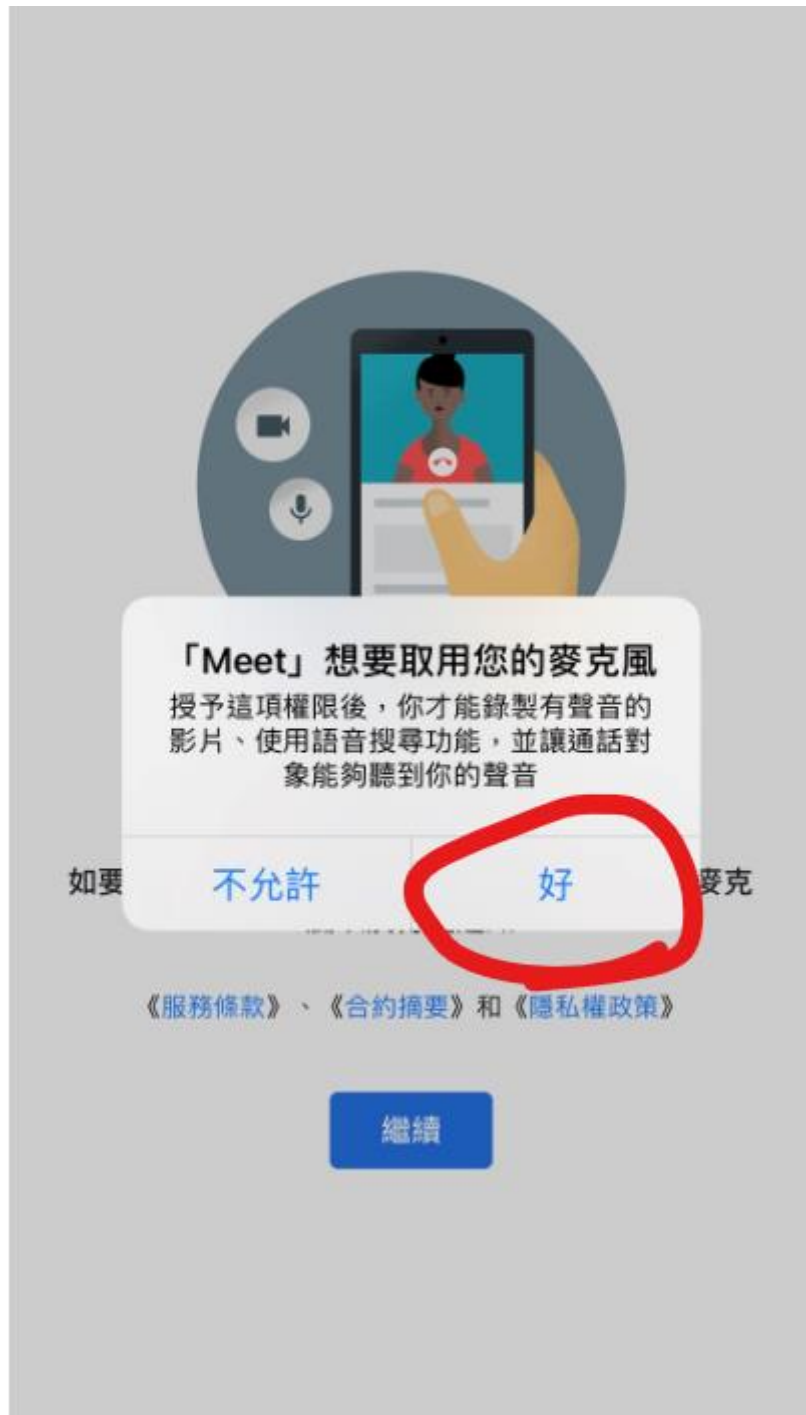 「Meet」想要取用您的麥克風
授予這項權限後，你才能錄製有聲音的
影片、使用語音搜尋功能，並讓通話對
象能夠聽到你的聲音
不允許
好
如要
麥克
《服務條款》、《合約摘要》和《隱私權政策》
繼續